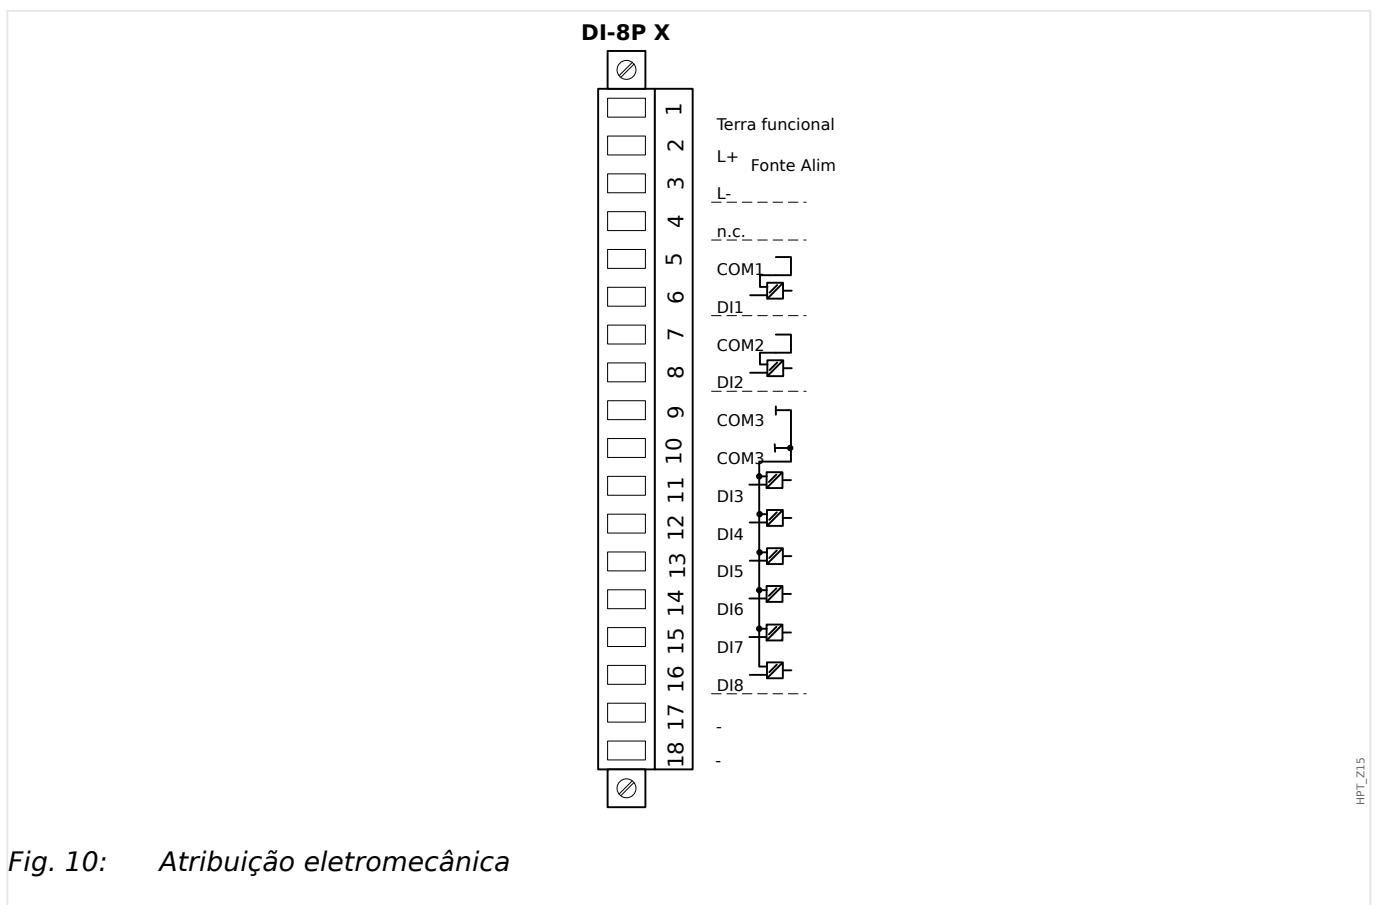 DI-8P X
1
Terra funcional
2
L+ Fonte Alim
3
L-
4
n.c.
5
COM1
6
DI1
7
COM2
8
DI2
9
COM3
10
COM3
11
DI3
12
DI4
13
DI5
14
DI6
15
DI7
16
DI8
17
-
18
-
HPT_Z15
Fig. 10: Atribuição eletromecânica